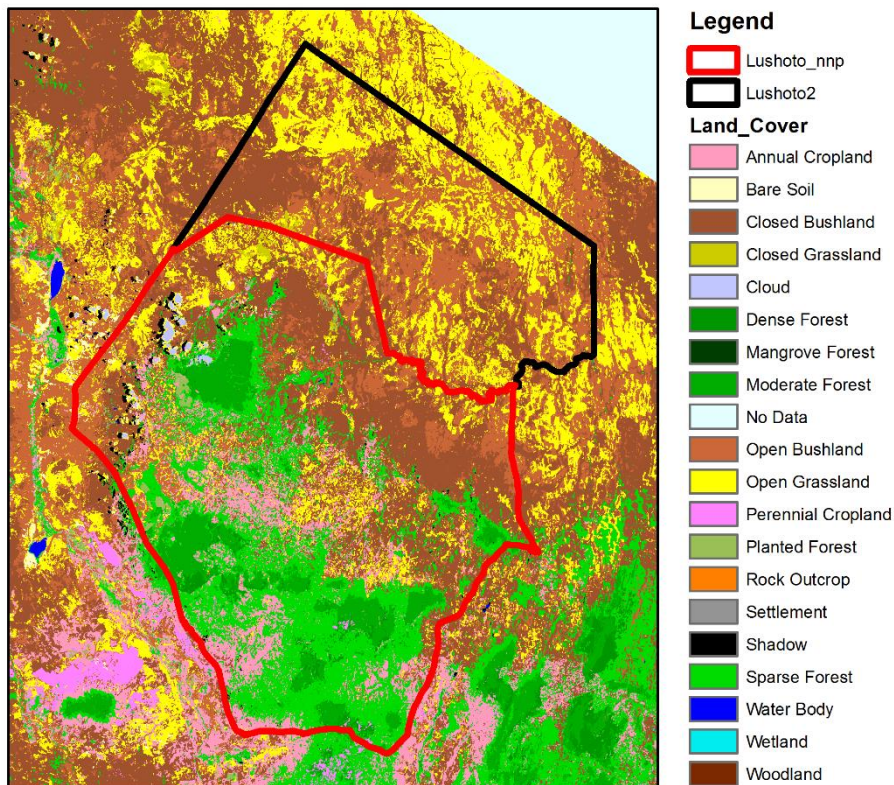 Legend
Lushoto_nnp
Lushoto2
Land_Cover
Annual Cropland
Bare Soil
Closed Bushland
Closed Grassland
Cloud
Dense Forest
Mangrove Forest
Moderate Forest
No Data
Open Bushland
Open Grassland
Perennial Cropland
Planted Forest
Rock Outcrop
Settlement
Shadow
Sparse Forest
Water Body
Wetland
Woodland